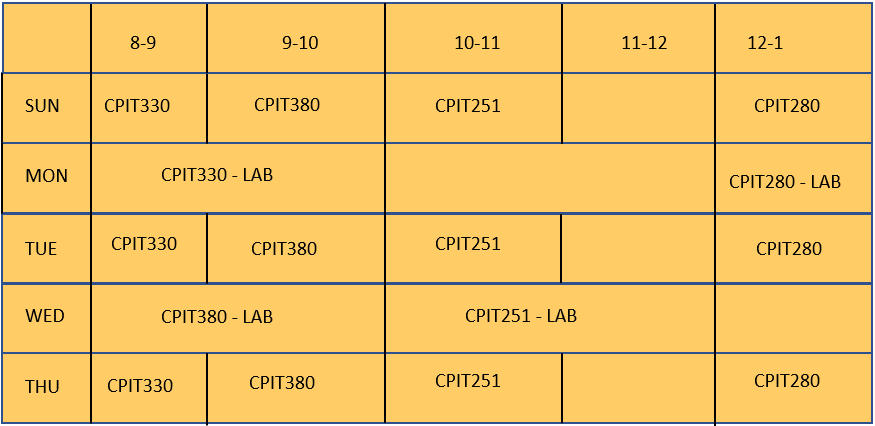 8-9 9-10 10-11 11-12 12-1
SUN CPIT330 CPIT380 CPIT251 CPIT280
MON CPIT330 - LAB CPIT280 - LAB
TUE CPIT330 CPIT380 CPIT251 CPIT280
WED CPIT380 - LAB CPIT251 - LAB
THU CPIT330 CPIT380 CPIT251 CPIT280